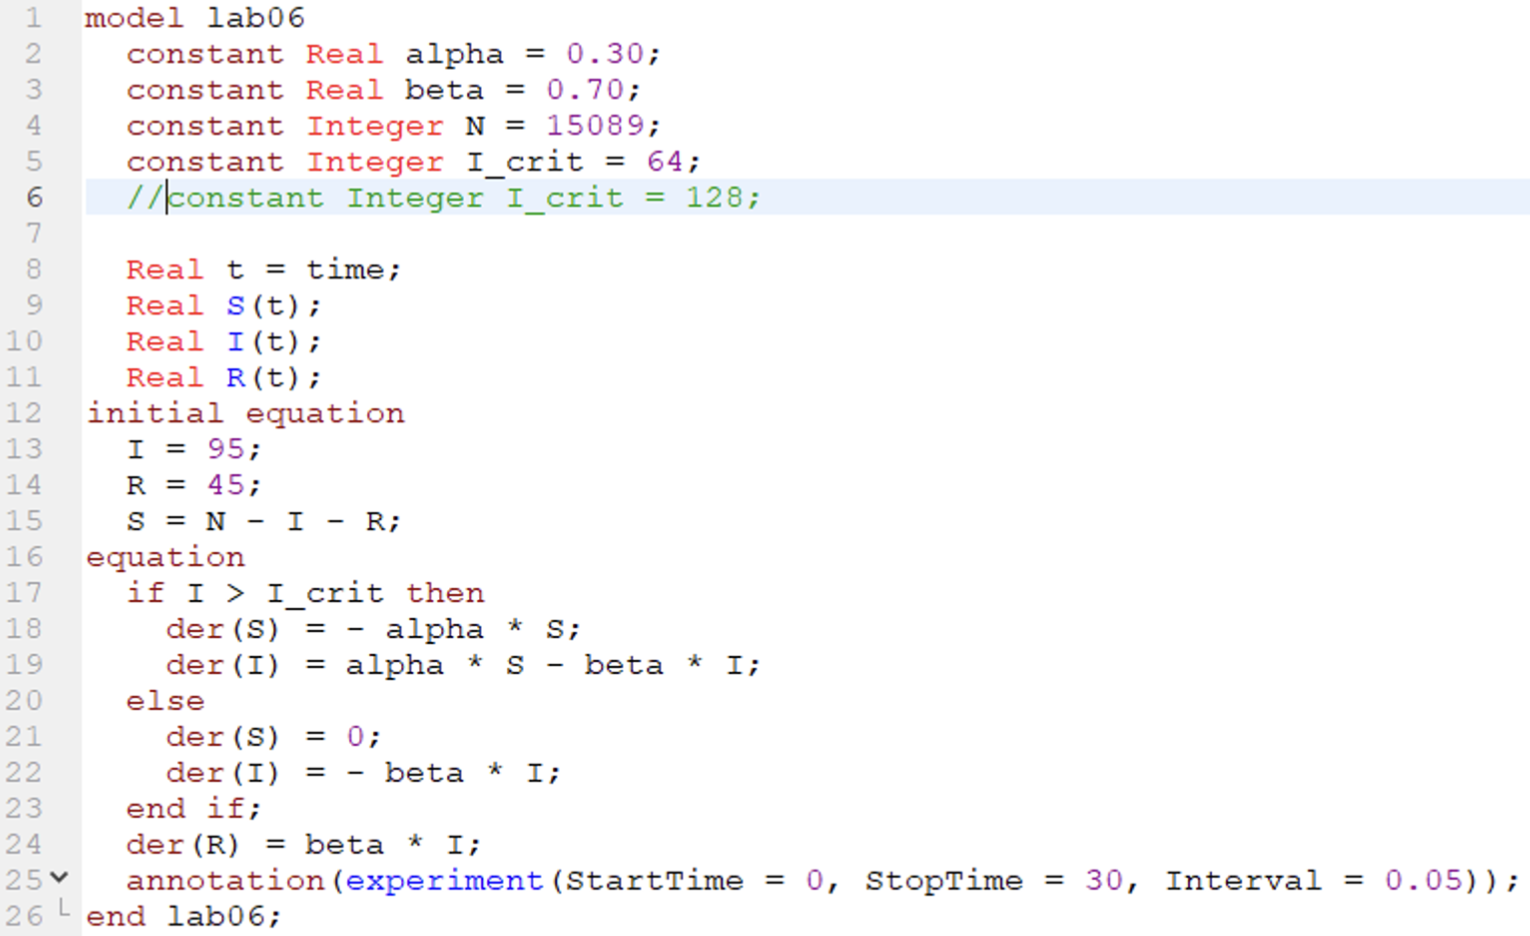 1 model lab06
2 constant Real alpha = 0.30;
3 constant Real beta = 0.70;
4 constant Integer N = 15089;
5 constant Integer I_crit = 64;
6 //constant Integer I_crit = 128;
7
8 Real t = time;
9 Real S(t);
10 Real I(t);
11 Real R(t);
12 initial equation
13 I = 95;
14 R = 45;
15 S = N - I - R;
16 equation
17 if I > I_crit then
18 der(S) = - alpha * S;
19 der(I) = alpha * S - beta * I;
20 else
21 der(S) = 0;
22 der(I) = - beta * I;
23 end if;
24 der(R) = beta * I;
25 annotation(experiment(StartTime = 0, StopTime = 30, Interval = 0.05));
26 end lab06;